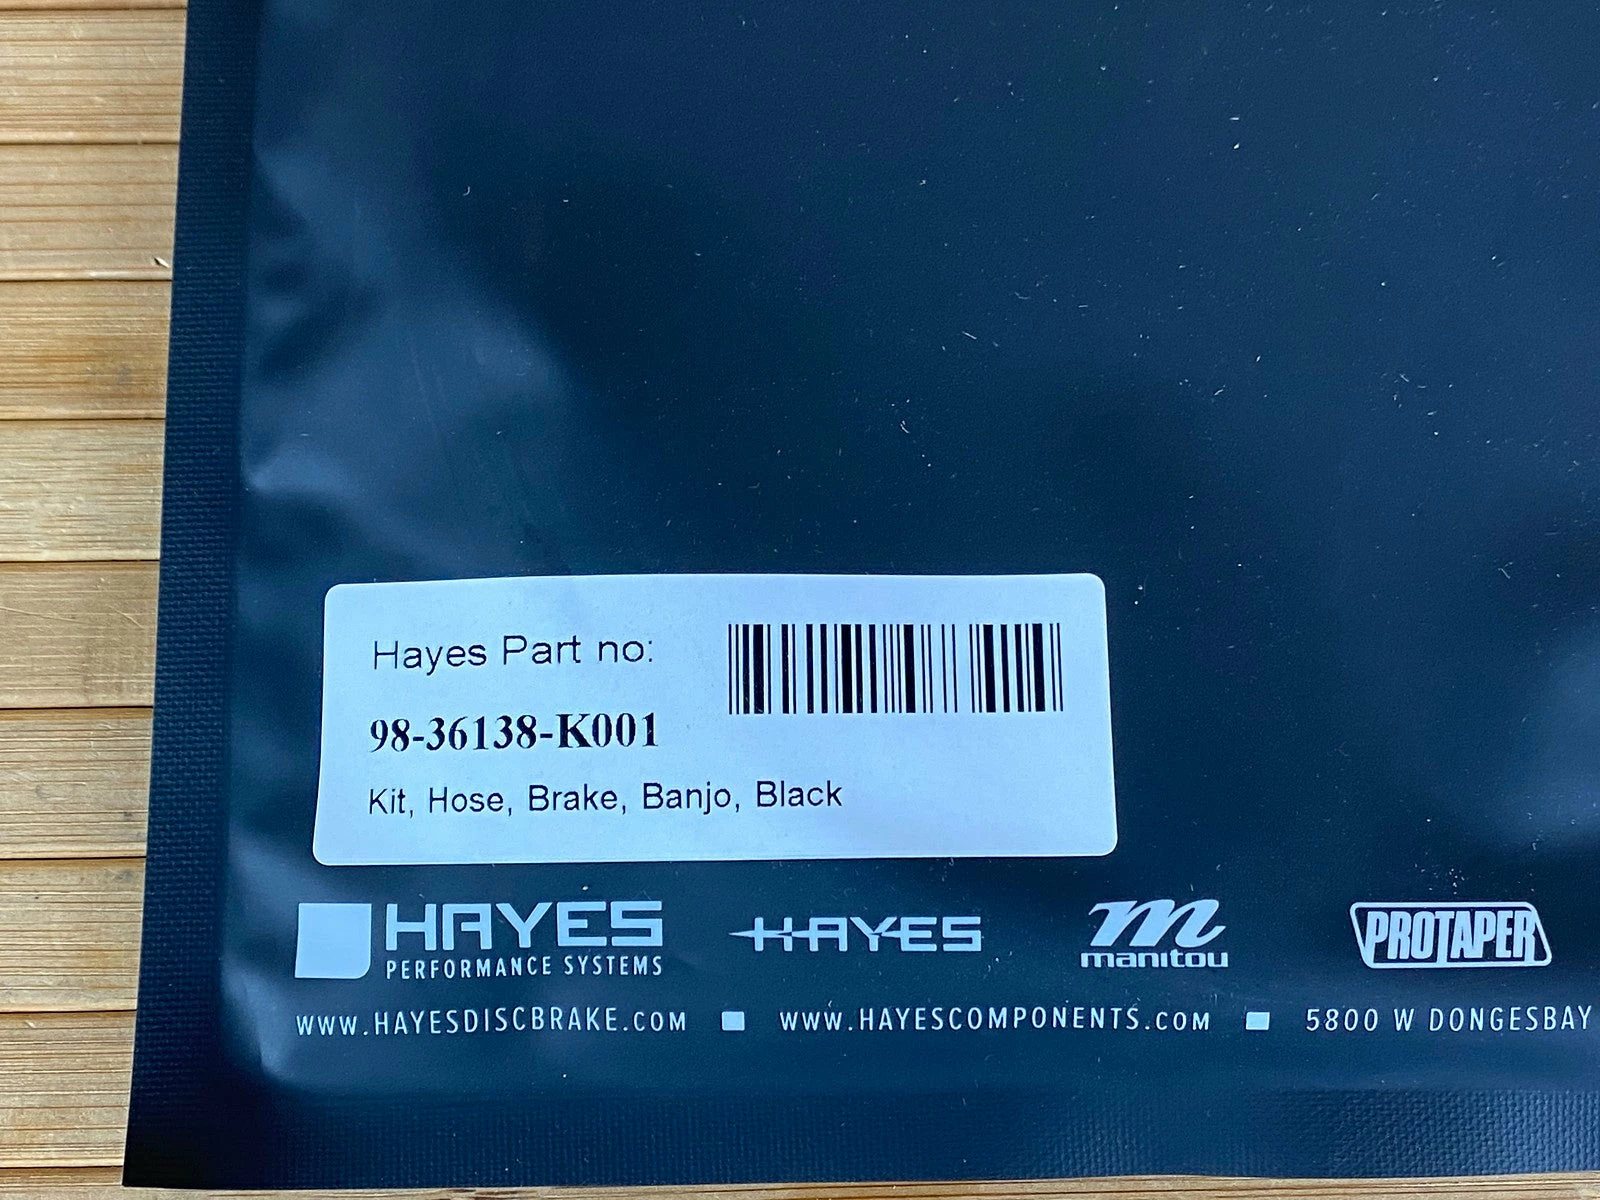 Hayes Part no:
98-36138-K001
Kit, Hose, Brake, Banjo, Black
HAYES
PERFORMANCE SYSTEMS
HAYES
manitou
PROTAPER
WWW.HAYESDISCBRAKE.COM ■ WWW.HAYESCOMPONENTS.COM ■ 5800 W DONGESBAY